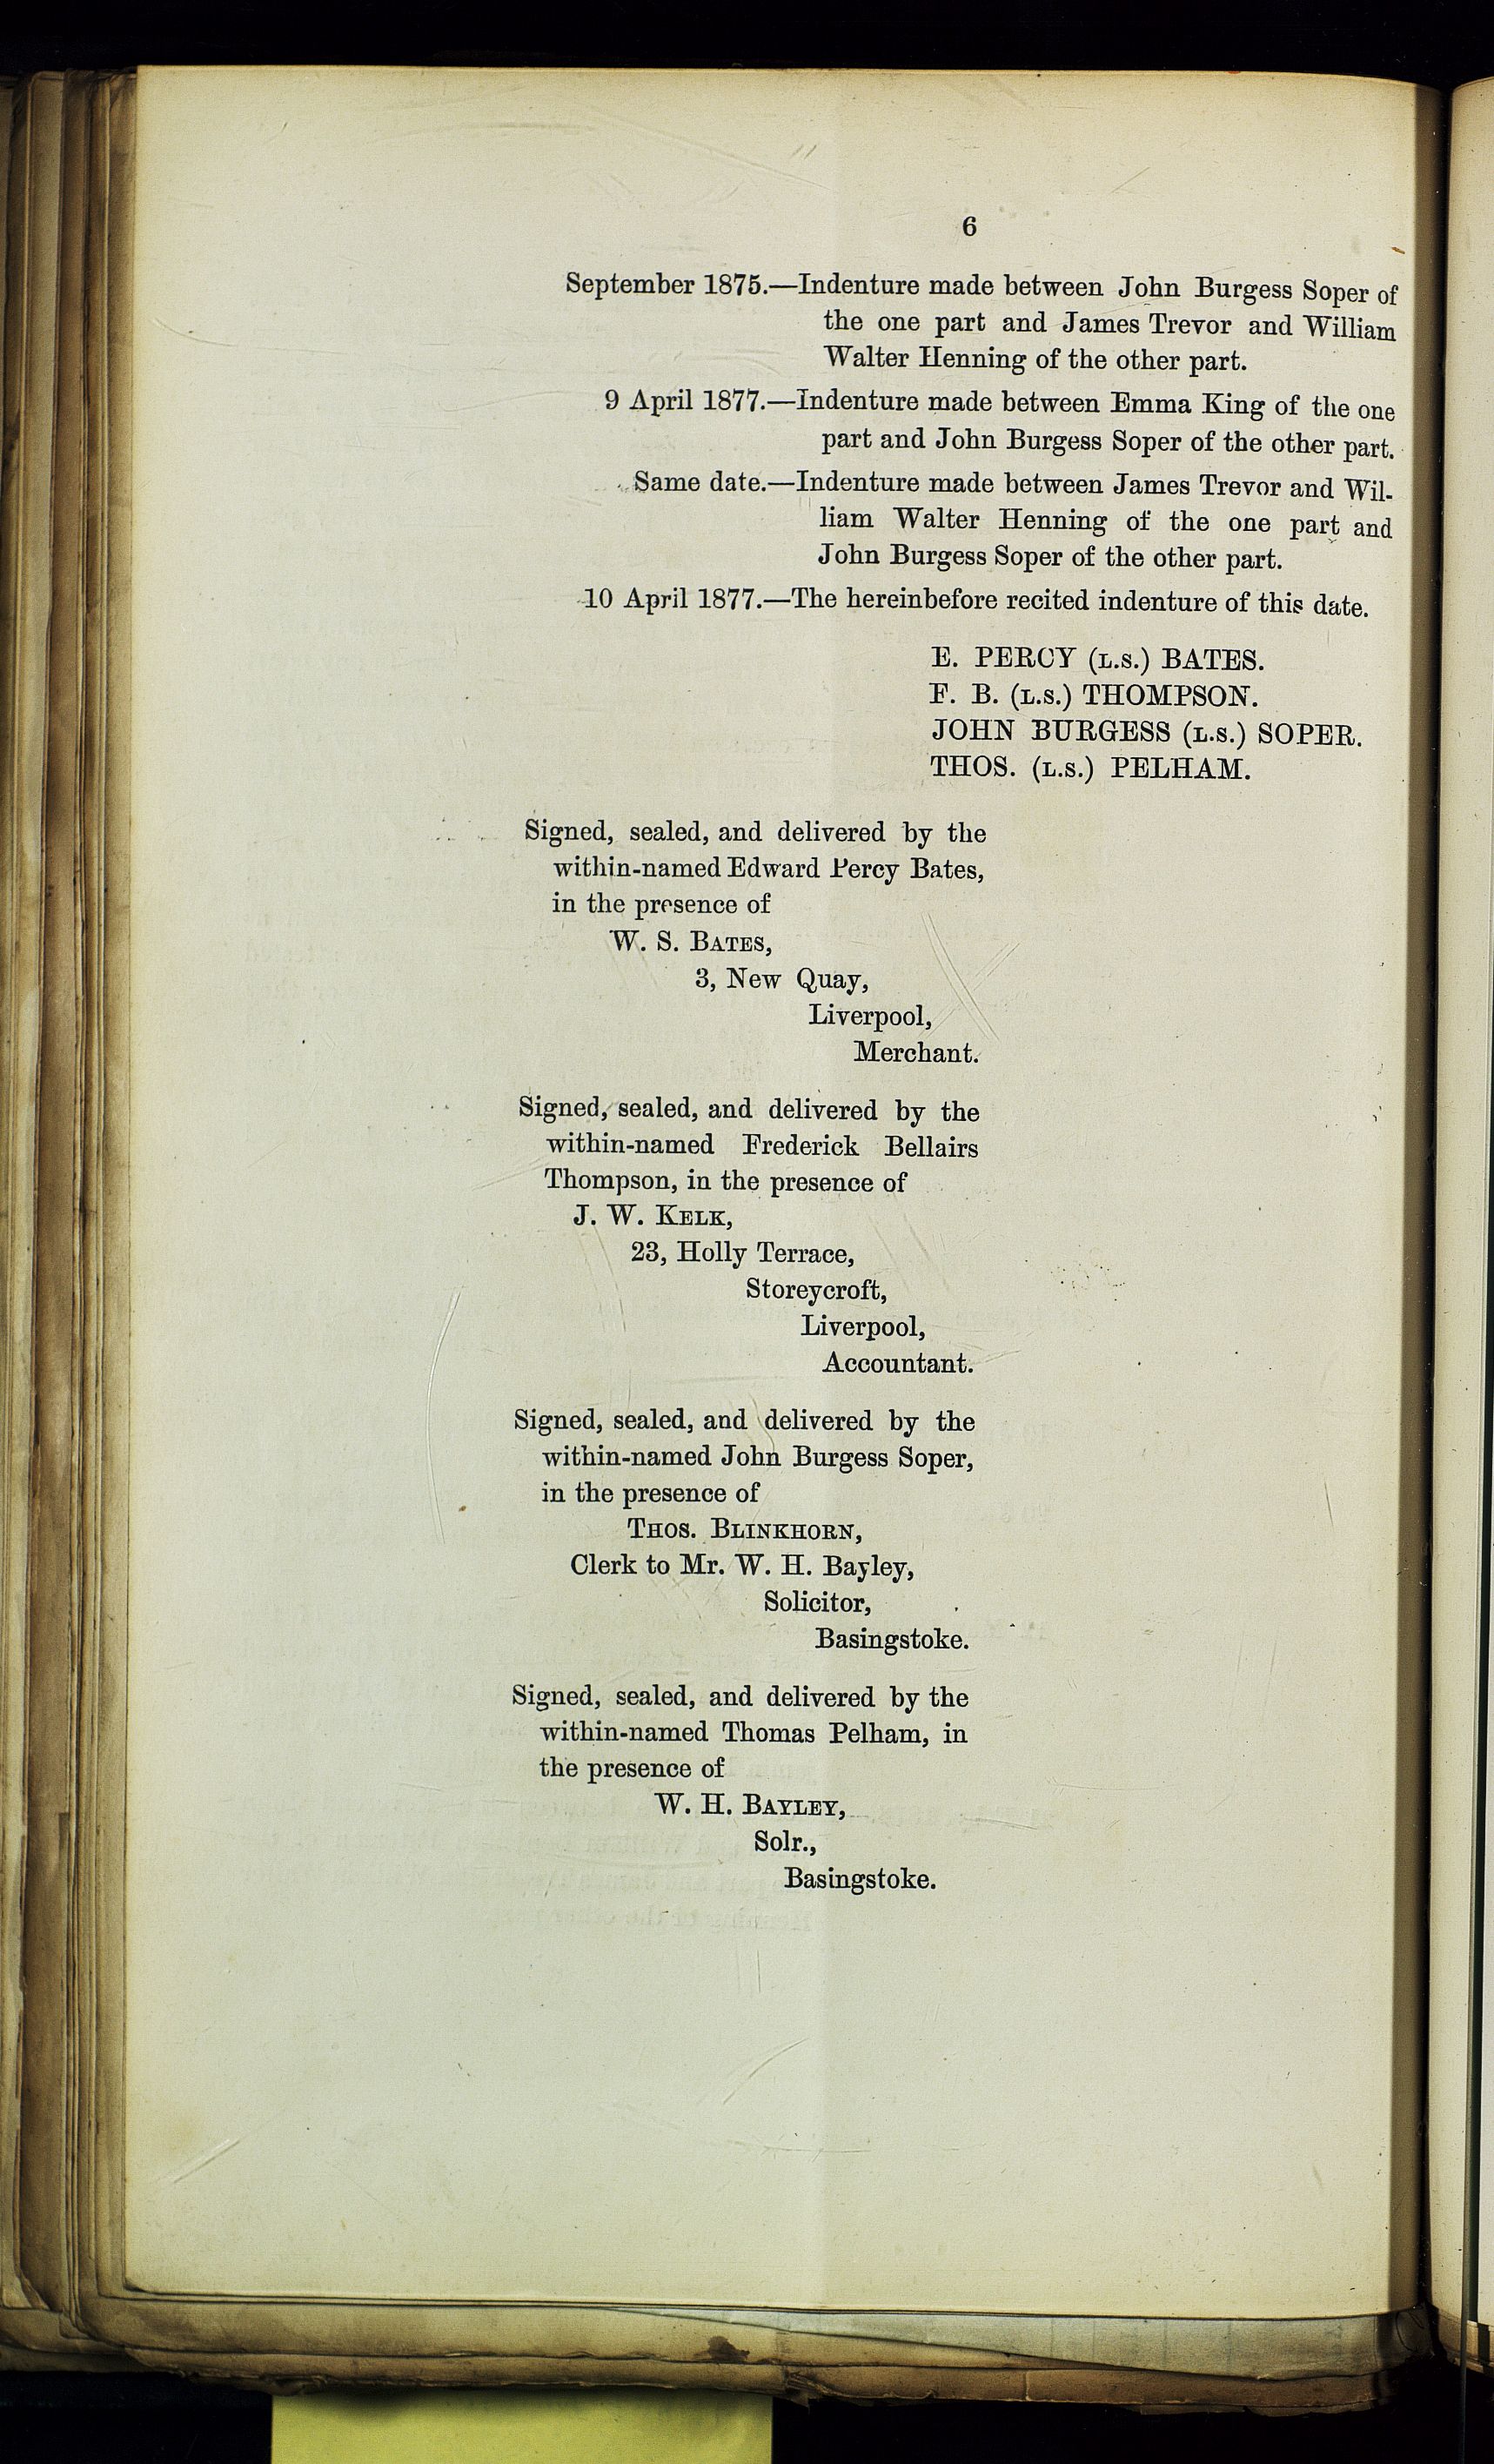 6
September 1875.—Indenture made between John Burgess Soper of
the one part and James Trevor and William
Walter Henning of the other part.
9 April 1877.—Indenture made between Emma King of the one
part and John Burgess Soper of the other part.
Same date.—Indenture made between James Trevor and Wil-
liam Walter Henning of the one part and
John Burgess Soper of the other part.
10 April 1877.—The hereinbefore recited indenture of this date.
E. PERCY (L.S.) BATES.
F. B. (L.S.) THOMPSON.
JOHN BURGESS (L.S.) SOPER.
THOS. (L.S.) PELHAM.
Signed, sealed, and delivered by the
within-named Edward Percy Bates,
in the presence of
W. S. BATES,
3, New Quay,
Liverpool,
Merchant.
Signed, sealed, and delivered by the
within-named Frederick Bellairs
Thompson, in the presence of
J. W. KELK,
23, Holly Terrace,
Storeycroft,
Liverpool,
Accountant.
Signed, sealed, and delivered by the
within-named John Burgess Soper,
in the presence of
THOS. BLINKHORN,
Clerk to Mr. W. H. Bayley,
Solicitor,
Basingstoke.
Signed, sealed, and delivered by the
within-named Thomas Pelham, in
the presence of
W. H. BAYLEY,
Solr.,
Basingstoke.